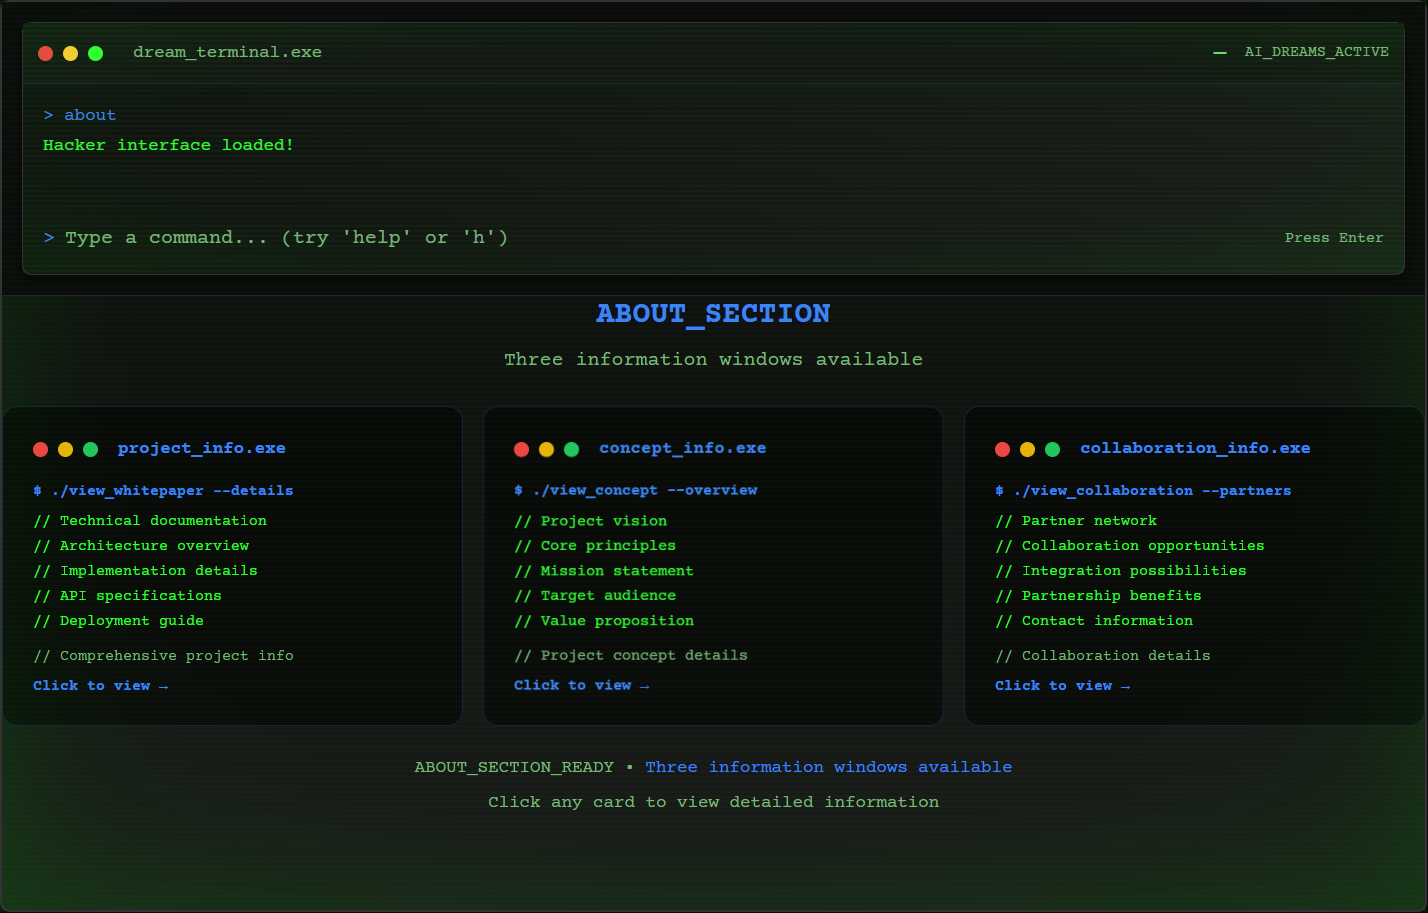 dream_terminal.exe
— AI_DREAMS_ACTIVE
> about
Hacker interface loaded!
> Type a command... (try 'help' or 'h')
Press Enter
ABOUT_SECTION
Three information windows available
project_info.exe
$ ./view_whitepaper --details
// Technical documentation
// Architecture overview
// Implementation details
// API specifications
// Deployment guide
// Comprehensive project info
Click to view →
concept_info.exe
$ ./view_concept --overview
// Project vision
// Core principles
// Mission statement
// Target audience
// Value proposition
// Project concept details
Click to view →
collaboration_info.exe
$ ./view_collaboration --partners
// Partner network
// Collaboration opportunities
// Integration possibilities
// Partnership benefits
// Contact information
// Collaboration details
Click to view →
ABOUT_SECTION_READY ▪ Three information windows available
Click any card to view detailed information